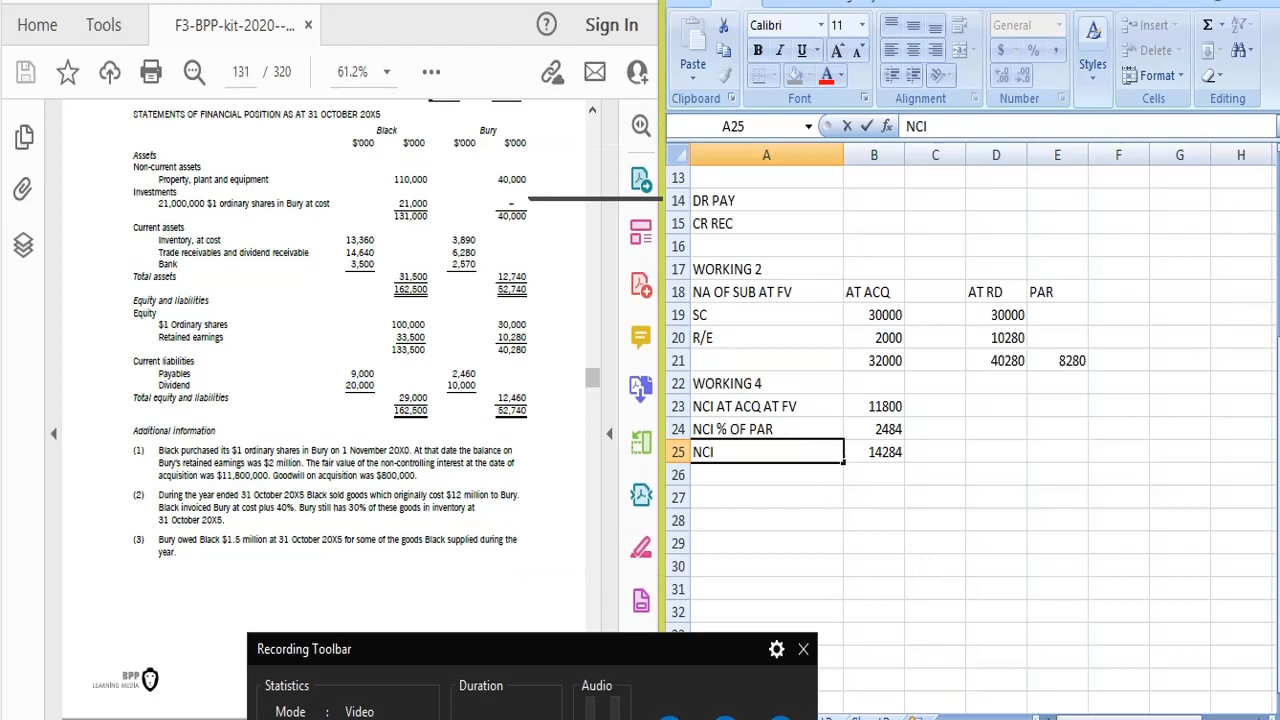 Home Tools F3-BPP-kit-2020--... × Sign In
131 / 320 61.2%
STATEMENTS OF FINANCIAL POSITION AS AT 31 OCTOBER 20X5
Black Bury
$'000 $'000 $'000 $'000
Assets
Non-current assets
Property, plant and equipment 110,000 40,000
Investments
21,000,000 $1 ordinary shares in Bury at cost 21,000 –
131,000 40,000
Current assets
Inventory, at cost 13,360 3,890
Trade receivables and dividend receivable 14,640 6,280
Bank 3,500 2,570
Total assets 31,500 12,740
162,500 52,740
Equity and liabilities
Equity
$1 Ordinary shares 100,000 30,000
Retained earnings 33,500 10,280
133,500 40,280
Current liabilities
Payables 9,000 2,460
Dividend 20,000 10,000
Total equity and liabilities 29,000 12,460
162,500 52,740
Additional information
(1) Black purchased its $1 ordinary shares in Bury on 1 November 20X0. At that date the balance on
Bury's retained earnings was $2 million. The fair value of the non-controlling interest at the date of
acquisition was $11,800,000. Goodwill on acquisition was $800,000.
(2) During the year ended 31 October 20X5 Black sold goods which originally cost $12 million to Bury.
Black invoiced Bury at cost plus 40%. Bury still has 30% of these goods in inventory at
31 October 20X5.
(3) Bury owed Black $1.5 million at 31 October 20X5 for some of the goods Black supplied during the
year.
BPP
LEARNING MEDIA
Paste
Clipboard
Calibri 11
B I U A A
A
Font
Alignment
General
$ % ,
Number
Styles
Insert
Delete
Format
Cells
Σ
Editing
A25 fx NCI
A B C D E F G H
13
14 DR PAY
15 CR REC
16
17 WORKING 2
18 NA OF SUB AT FV AT ACQ AT RD PAR
19 SC 30000 30000
20 R/E 2000 10280
21 32000 40280 8280
22 WORKING 4
23 NCI AT ACQ AT FV 11800
24 NCI % OF PAR 2484
25 NCI 14284
26
27
28
29
30
31
32
Recording Toolbar
Statistics Duration Audio
Mode : Video